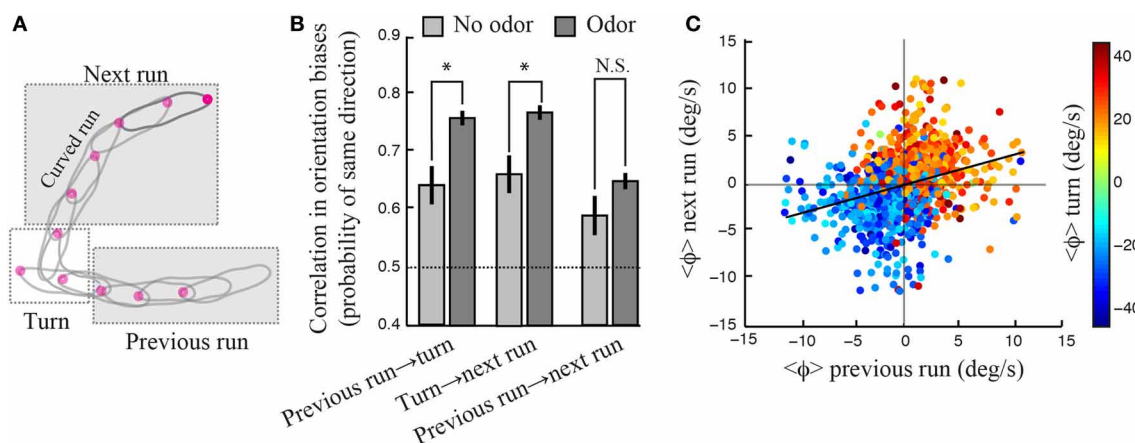 A
Next run
Curved run
Turn
Previous run
B
No odor
Odor
Correlation in orientation biases
(probability of same direction)
0.9
0.8
0.7
0.6
0.5
0.4
*
*
N.S.
Previous run→turn
Turn→next run
Previous run→next run
C
<ϕ> next run (deg/s)
15
10
5
0
−5
−10
−15
−15
−10
−5
0
5
10
15
<ϕ> previous run (deg/s)
<ϕ> turn (deg/s)
40
20
0
−20
−40